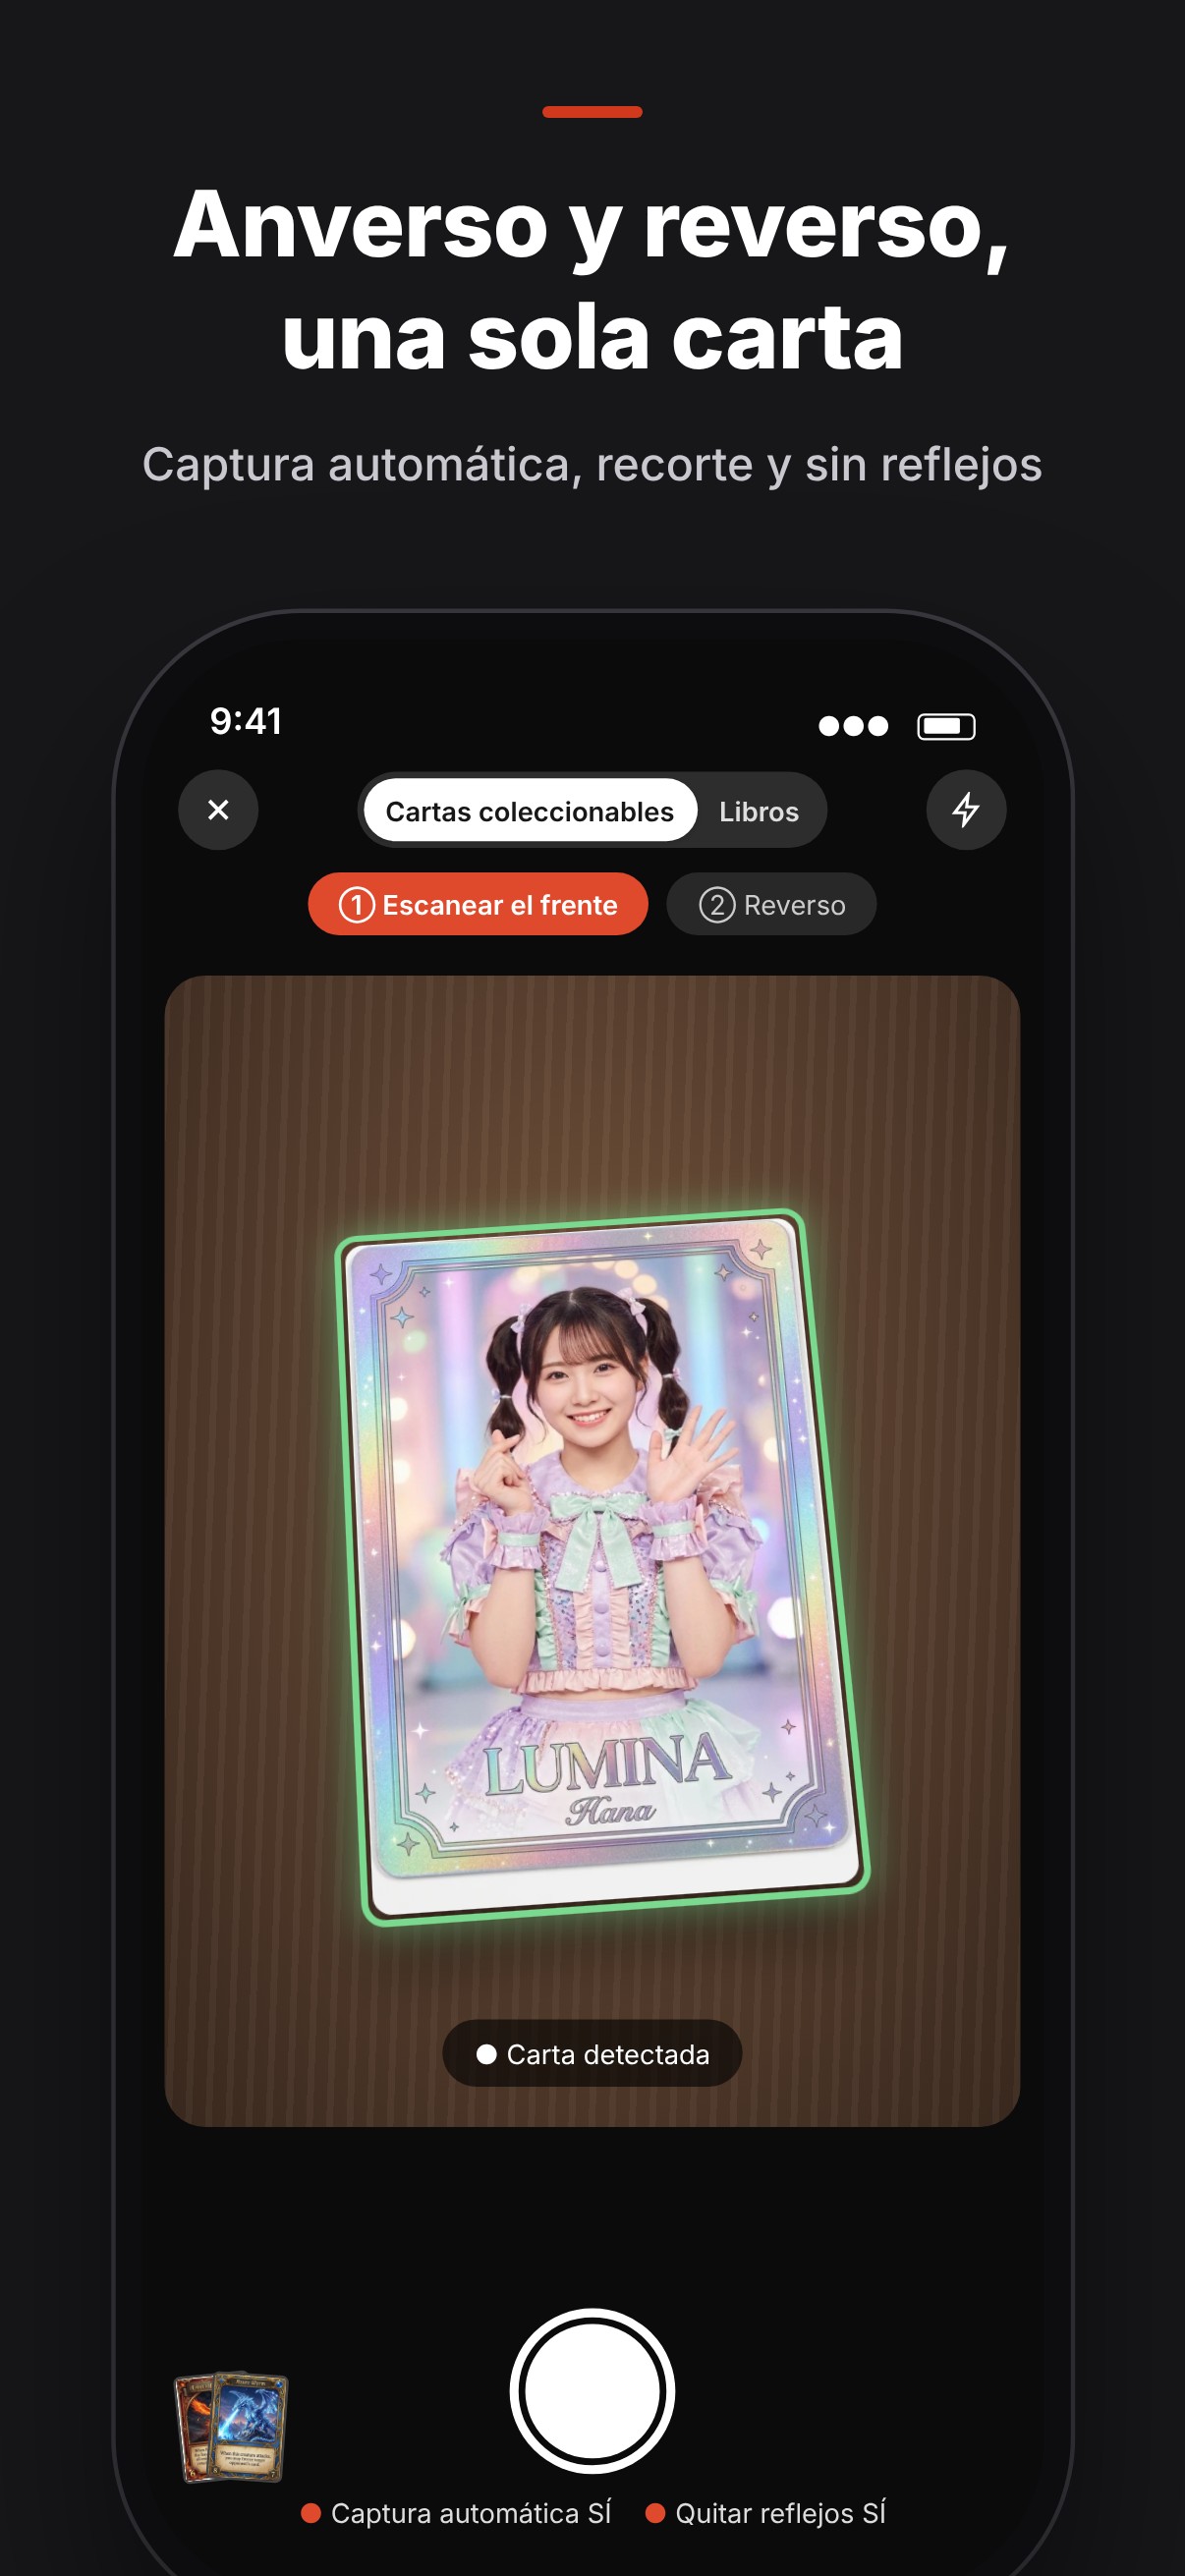 Anverso y reverso,
una sola carta
Captura automática, recorte y sin reflejos
9:41
Cartas coleccionables Libros
① Escanear el frente ② Reverso
LUMINA
Hana
Carta detectada
Captura automática SÍ Quitar reflejos SÍ